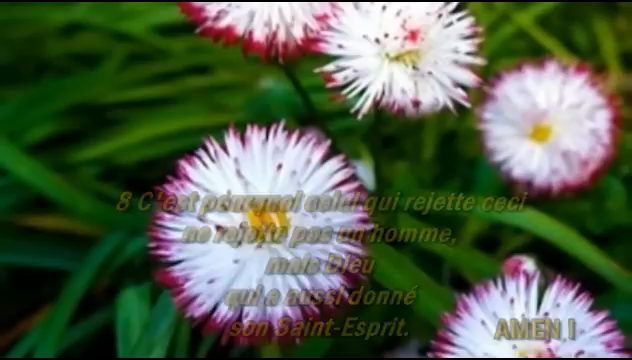 8 C'est pourquoi celui qui rejette ceci
ne rejette pas un homme,
mais Dieu
qui a aussi donné
son Saint-Esprit.
AMEN !